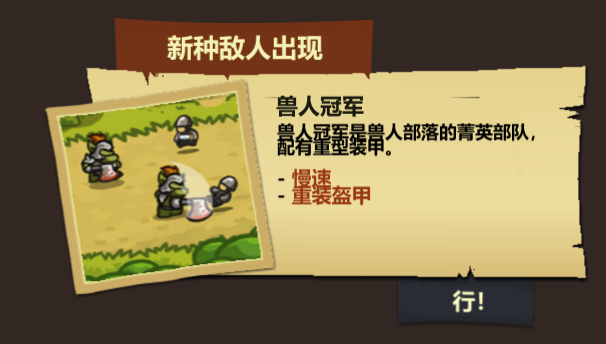 新种敌人出现
兽人冠军
兽人冠军是兽人部落的菁英部队，
配有重型装甲。
- 慢速
- 重装盔甲
行！